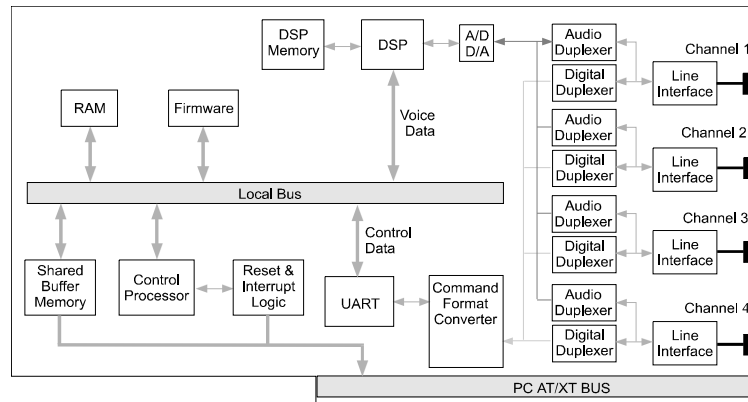 DSP
Memory
DSP
A/D
D/A
Audio
Duplexer
Channel 1
Digital
Duplexer
Line
Interface
RAM
Firmware
Voice
Data
Audio
Duplexer
Channel 2
Digital
Duplexer
Line
Interface
Local Bus
Audio
Duplexer
Channel 3
Digital
Duplexer
Line
Interface
Control
Data
Shared
Buffer
Memory
Control
Processor
Reset &
Interrupt
Logic
UART
Command
Format
Converter
Audio
Duplexer
Channel 4
Digital
Duplexer
Line
Interface
PC AT/XT BUS